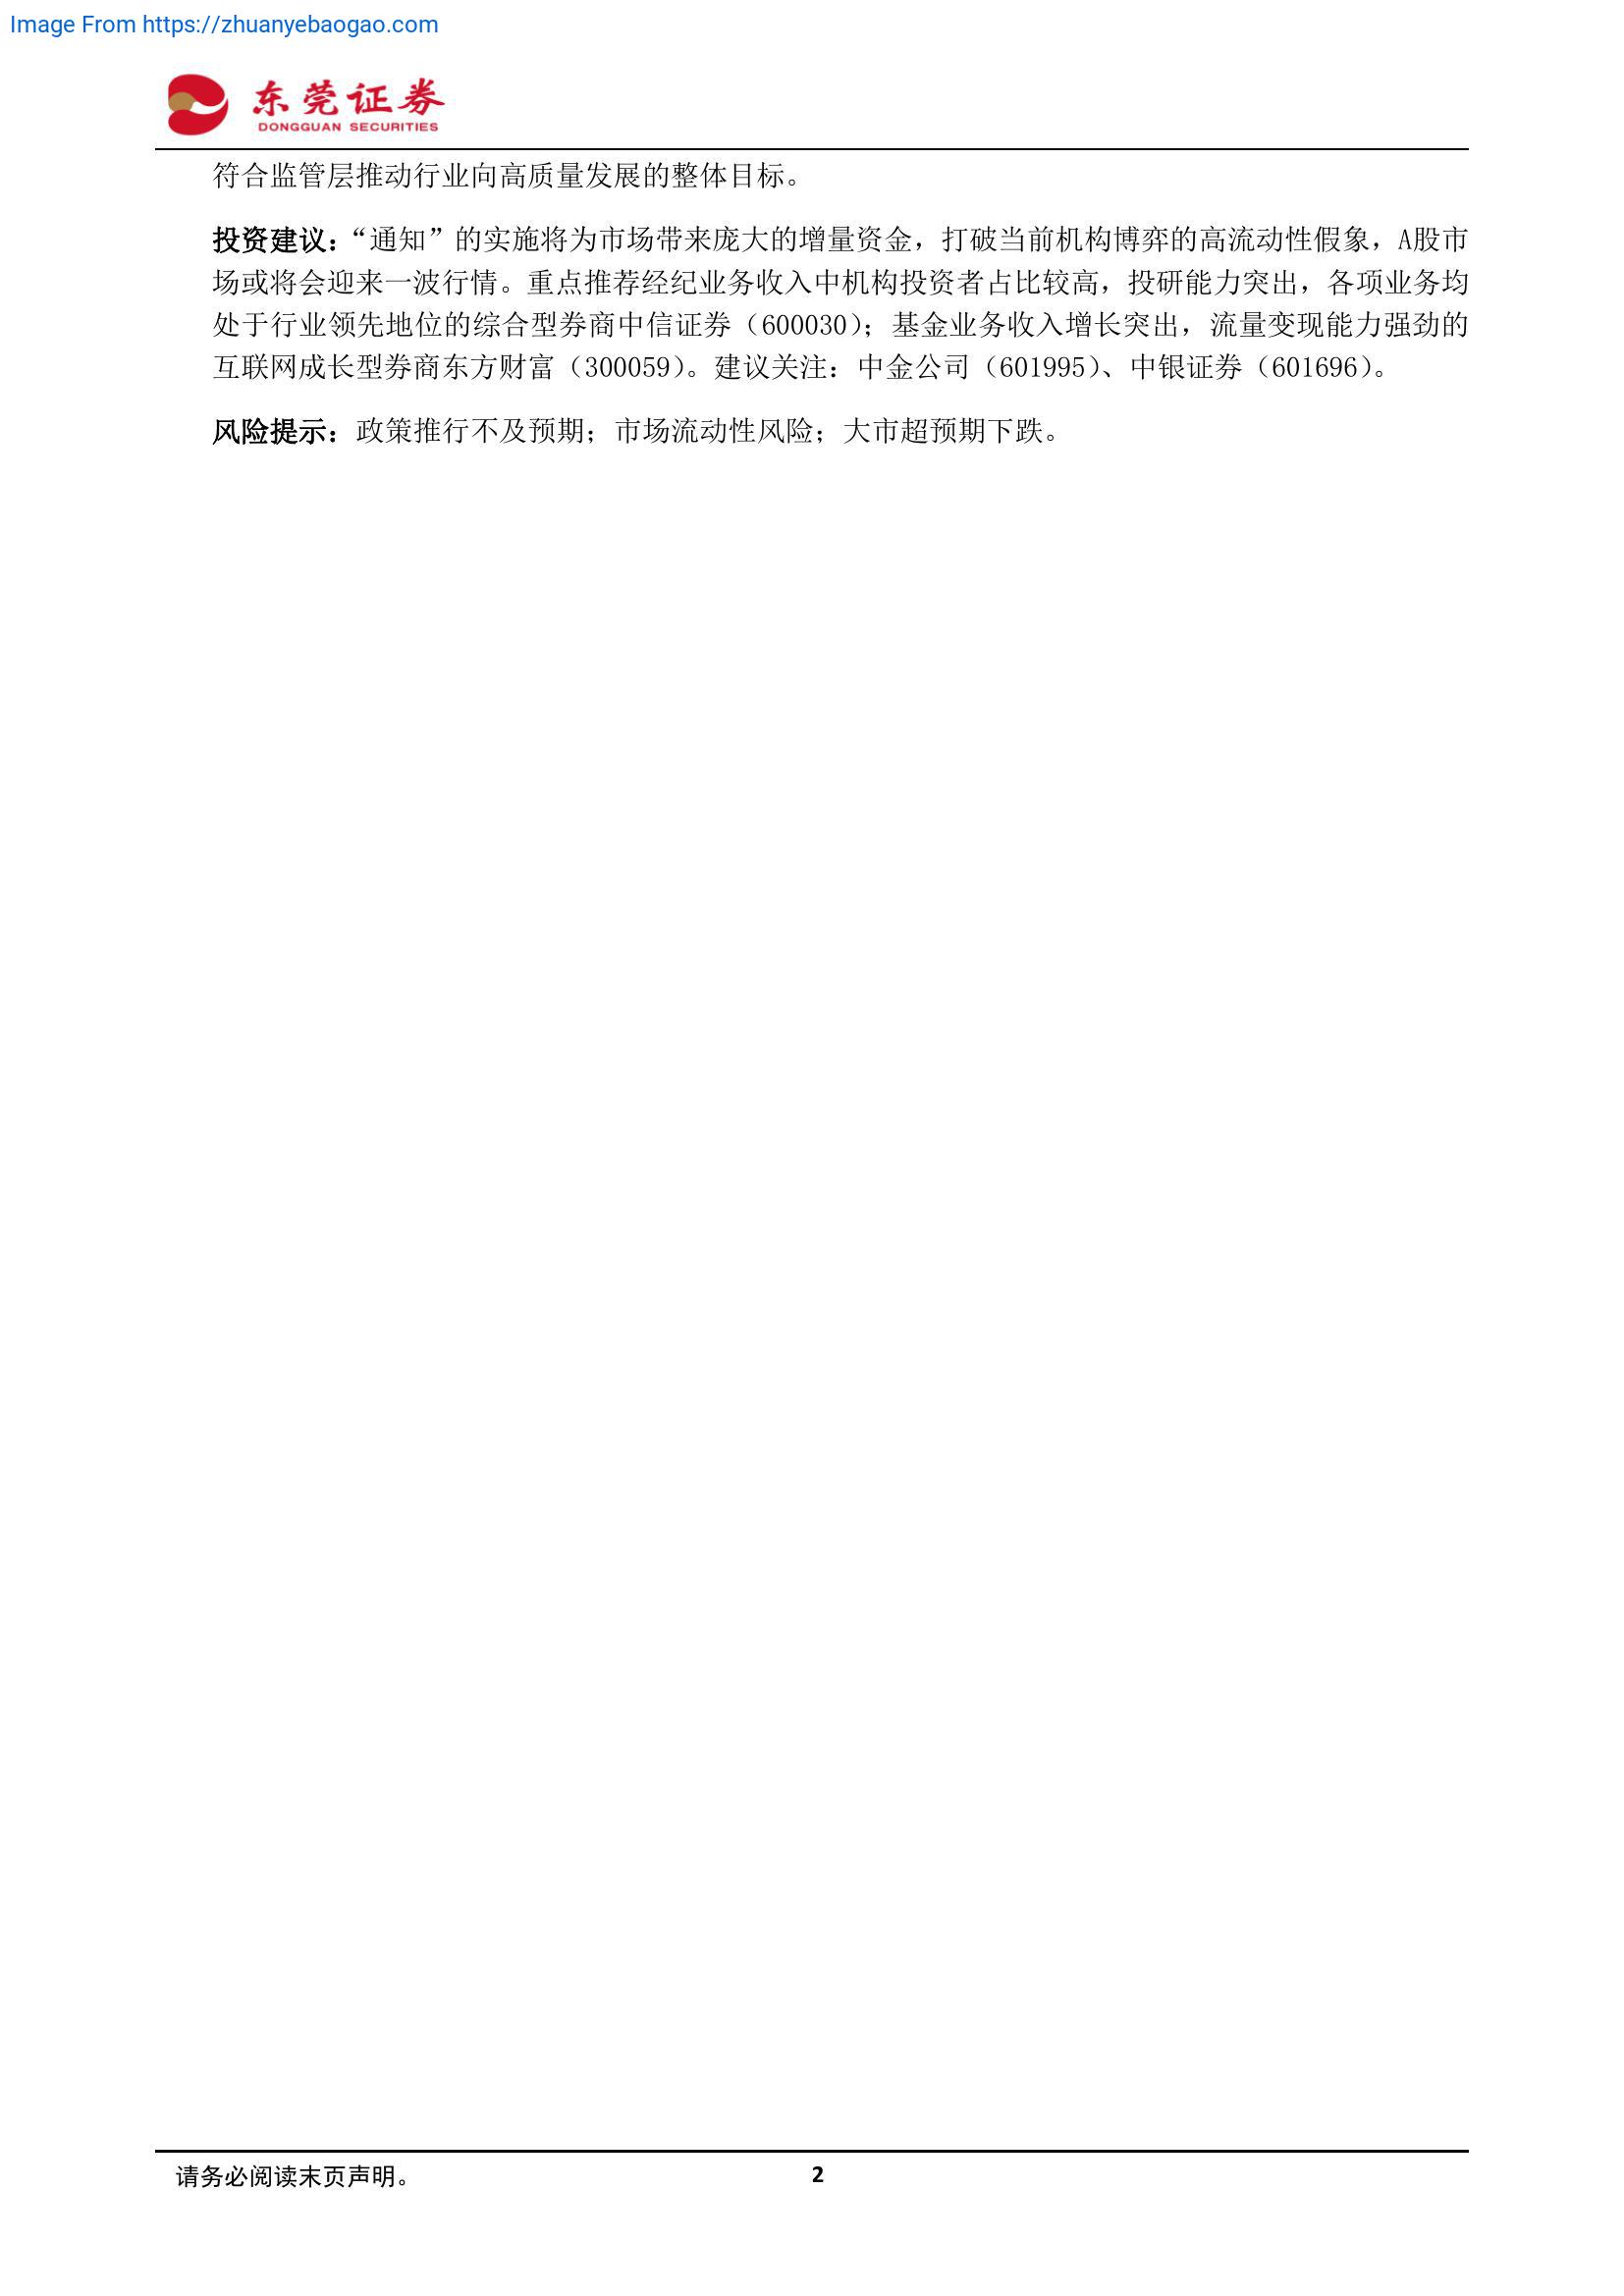 Image From https://zhuanyebaogao.com
东莞证券
DONGGUAN SECURITIES
符合监管层推动行业向高质量发展的整体目标。
投资建议：“通知”的实施将为市场带来庞大的增量资金，打破当前机构博弈的高流动性假象，A股市
场或将会迎来一波行情。重点推荐经纪业务收入中机构投资者占比较高，投研能力突出，各项业务均
处于行业领先地位的综合型券商中信证券（600030）；基金业务收入增长突出，流量变现能力强劲的
互联网成长型券商东方财富（300059）。建议关注：中金公司（601995）、中银证券（601696）。
风险提示：政策推行不及预期；市场流动性风险；大市超预期下跌。
请务必阅读末页声明。
2